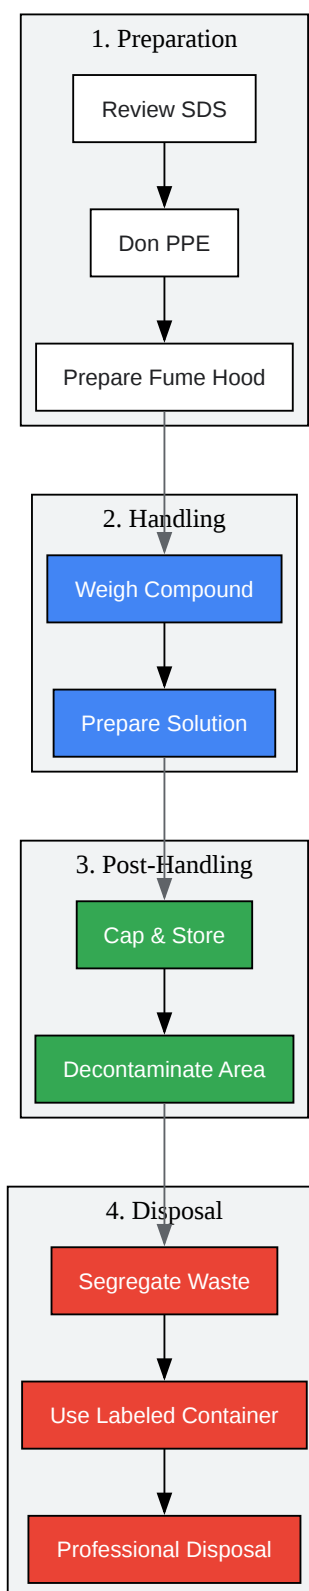 1. Preparation
Review SDS
Don PPE
Prepare Fume Hood
2. Handling
Weigh Compound
Prepare Solution
3. Post-Handling
Cap & Store
Decontaminate Area
4. Disposal
Segregate Waste
Use Labeled Container
Professional Disposal